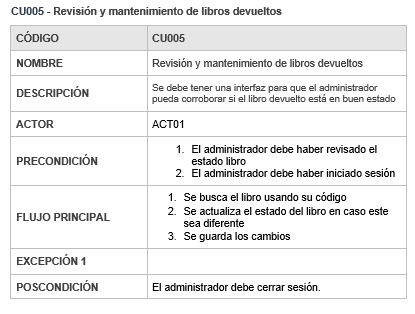 CU005 - Revisión y mantenimiento de libros devueltos
CÓDIGO CU005
NOMBRE Revisión y mantenimiento de libros devueltos
DESCRIPCIÓN Se debe tener una interfaz para que el administrador
pueda corroborar si el libro devuelto está en buen estado
ACTOR ACT01
PRECONDICIÓN 1. El administrador debe haber revisado el
estado libro
2. El administrador debe haber iniciado sesión
FLUJO PRINCIPAL 1. Se busca el libro usando su código
2. Se actualiza el estado del libro en caso este
sea diferente
3. Se guarda los cambios
EXCEPCIÓN 1
POSCONDICIÓN El administrador debe cerrar sesión.